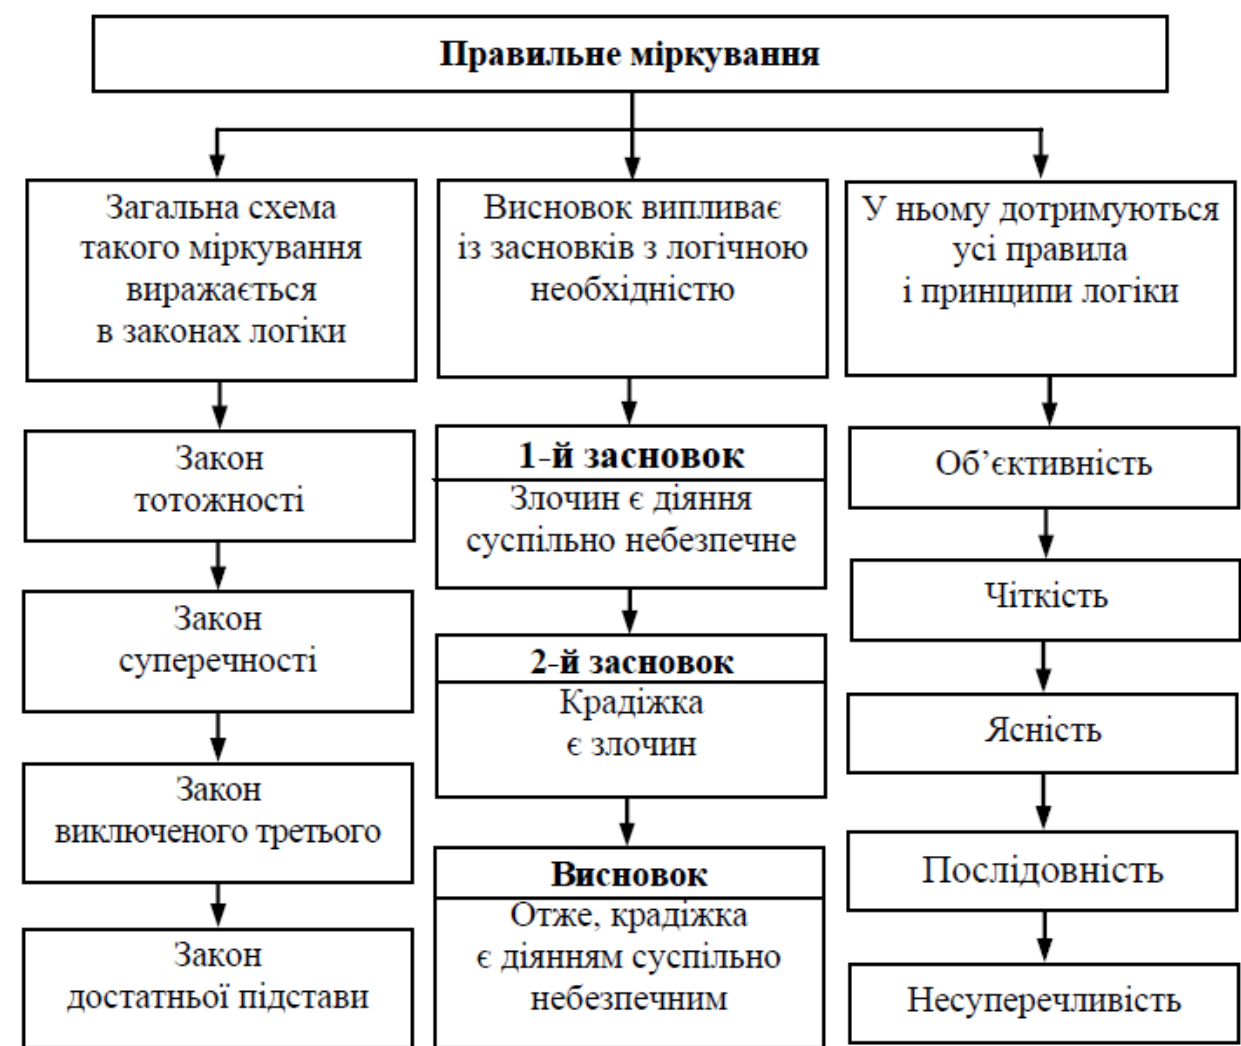 Правильне міркування
Загальна схема
такого міркування
виражається
в законах логіки
Закон
тотожності
Закон
суперечності
Закон
виключеного третього
Закон
достатньої підстави
Висновок випливає
із засновків з логічною
необхідністю
1-й засновок
Злочин є діяння
суспільно небезпечне
2-й засновок
Крадіжка
є злочин
Висновок
Отже, крадіжка
є діянням суспільно
небезпечним
У ньому дотримуються
усі правила
і принципи логіки
Об’єктивність
Чіткість
Ясність
Послідовність
Несуперечливість